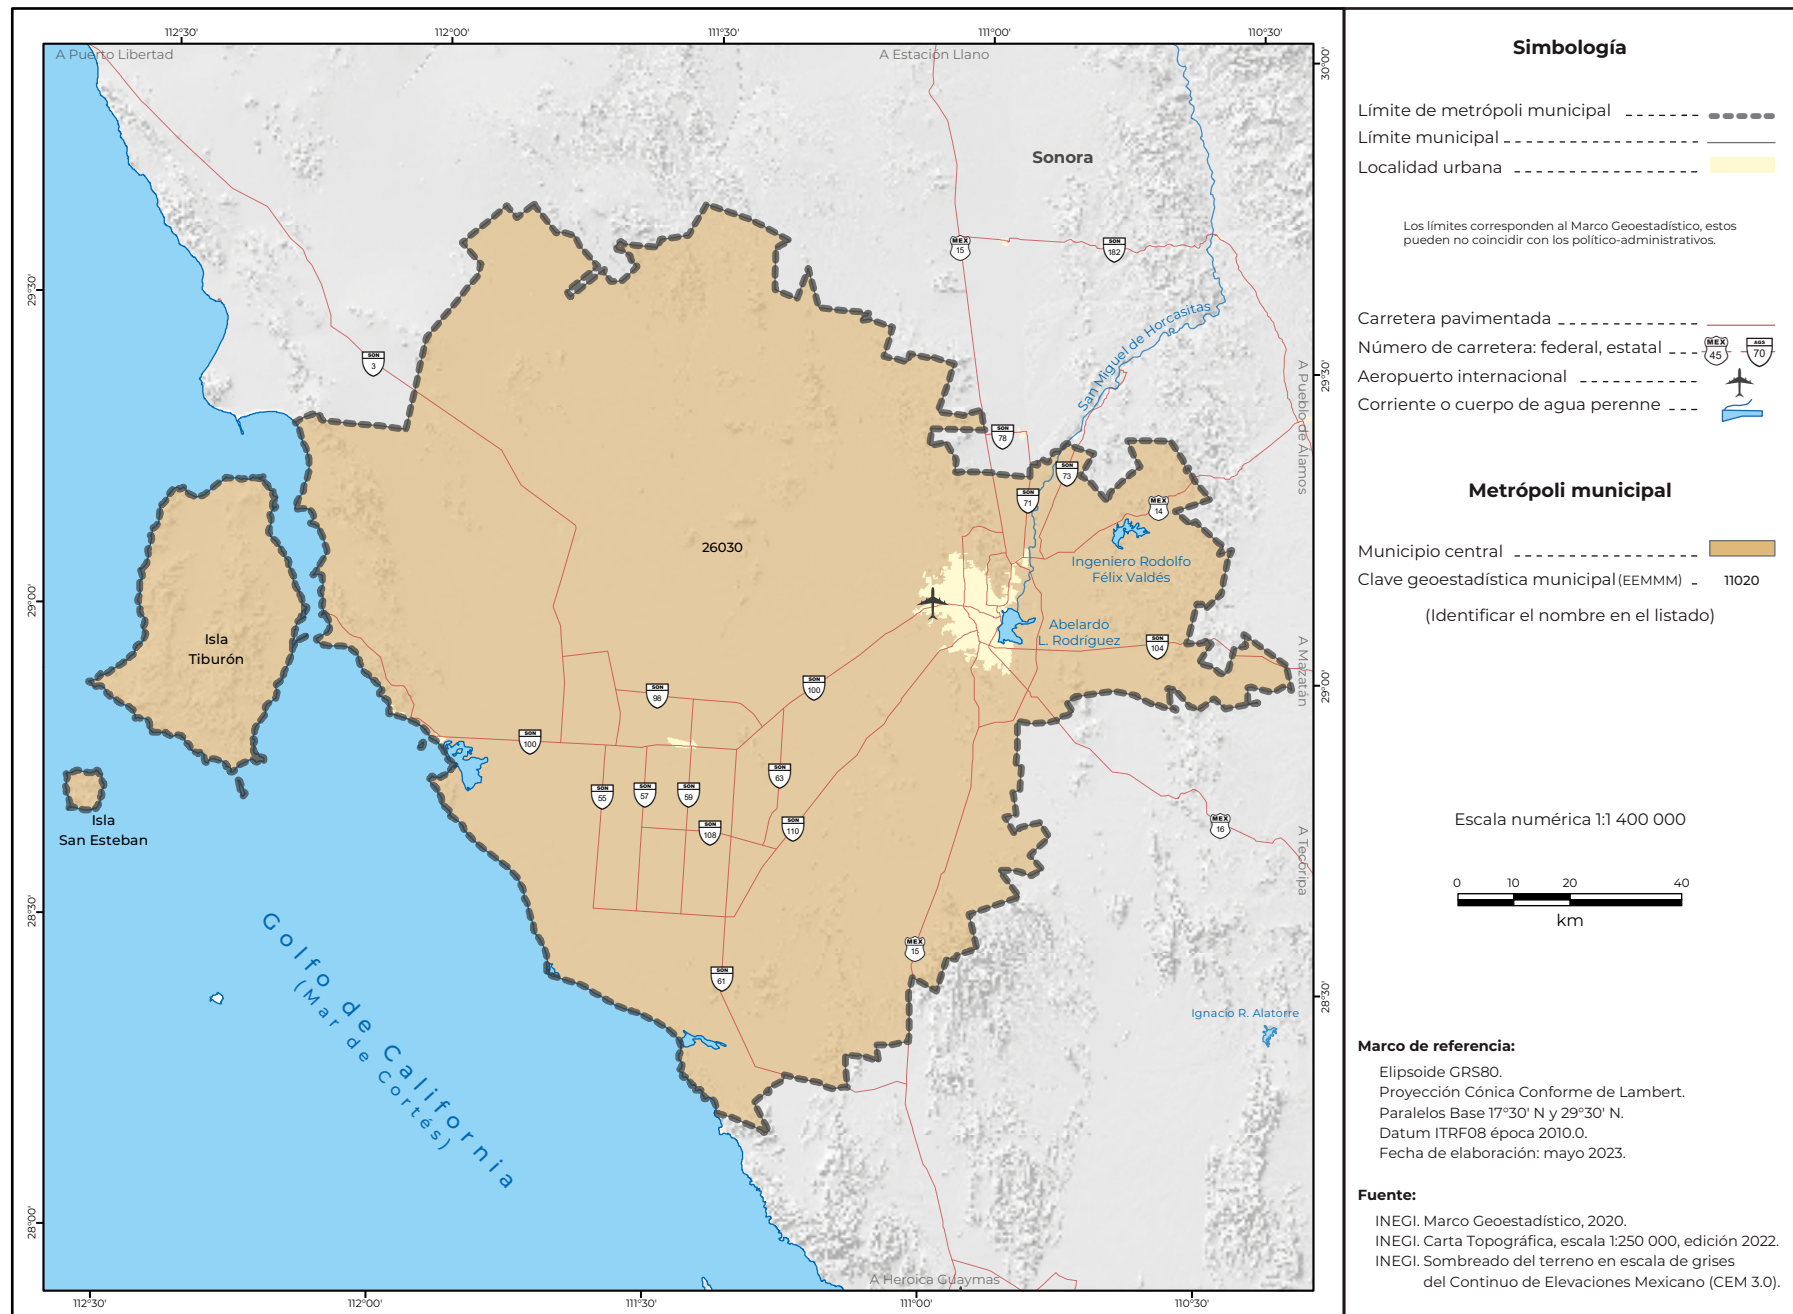 112°30'
112°00'
111°30'
111°00'
110°30'
A Puerto Libertad
A Estación Llano
30°00'
Sonora
MEX
15
SON
182
29°30'
29°30'
San Miguel de Horcasitas
SON
3
A Pueblo de Álamos
SON
78
SON
73
SON
71
MEX
14
26030
Ingeniero Rodolfo
Félix Valdés
29°00'
Abelardo
L. Rodríguez
Isla
Tiburón
SON
104
A Mazatán
29°00'
SON
98
SON
100
SON
100
SON
63
SON
55
SON
57
SON
59
SON
108
SON
110
MEX
16
Isla
San Esteban
A Tecoripa
28°30'
Golfo de California
(Mar de Cortés)
MEX
15
SON
61
28°30'
Ignacio R. Alatorre
28°00'
A Heroica Guaymas
112°30'
112°00'
111°30'
111°00'
110°30'
Simbología
Límite de metrópoli municipal
Límite municipal
Localidad urbana
Los límites corresponden al Marco Geoestadístico, estos
pueden no coincidir con los político-administrativos.
Carretera pavimentada
Número de carretera: federal, estatal
MEX
45
AGS
70
Aeropuerto internacional
Corriente o cuerpo de agua perenne
Metrópoli municipal
Municipio central
Clave geoestadística municipal(EEMMM) 11020
(Identificar el nombre en el listado)
Escala numérica 1:1 400 000
0 10 20 40
km
Marco de referencia:
Elipsoide GRS80.
Proyección Cónica Conforme de Lambert.
Paralelos Base 17°30' N y 29°30' N.
Datum ITRF08 época 2010.0.
Fecha de elaboración: mayo 2023.
Fuente:
INEGI. Marco Geoestadístico, 2020.
INEGI. Carta Topográfica, escala 1:250 000, edición 2022.
INEGI. Sombreado del terreno en escala de grises
del Continuo de Elevaciones Mexicano (CEM 3.0).